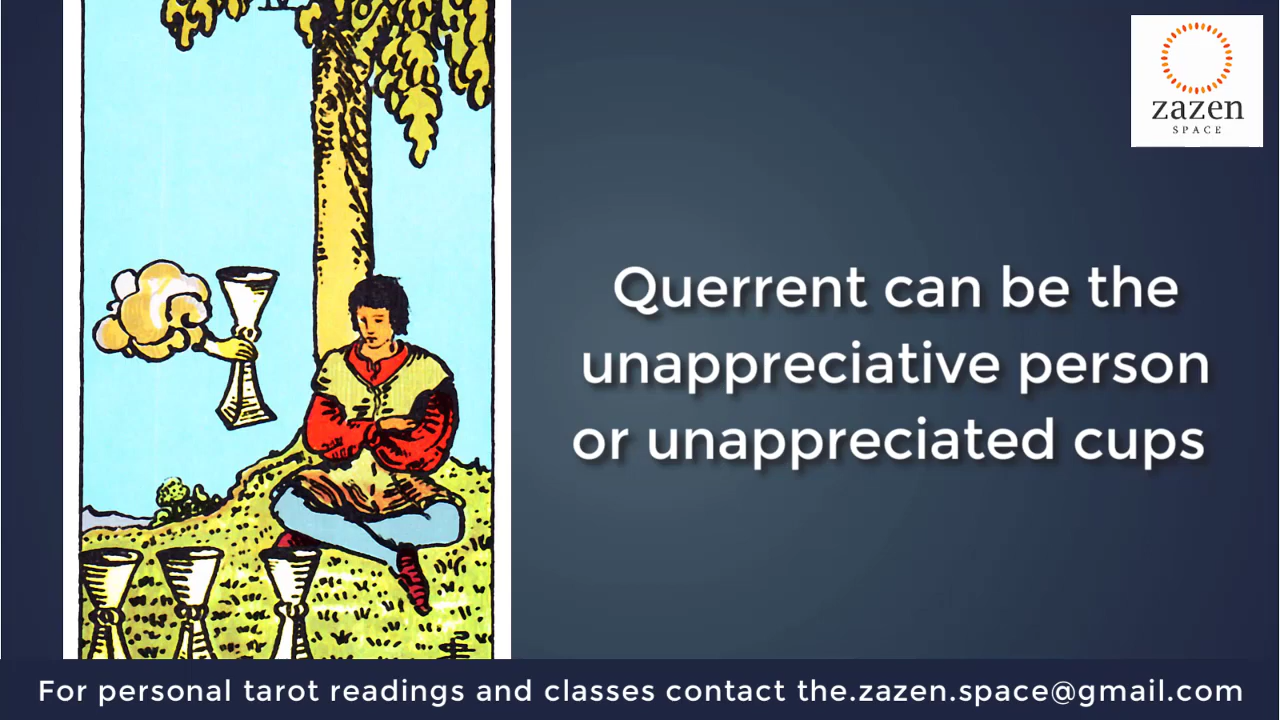 zazen
SPACE
Querrent can be the
unappreciative person
or unappreciated cups
For personal tarot readings and classes contact the.zazen.space@gmail.com